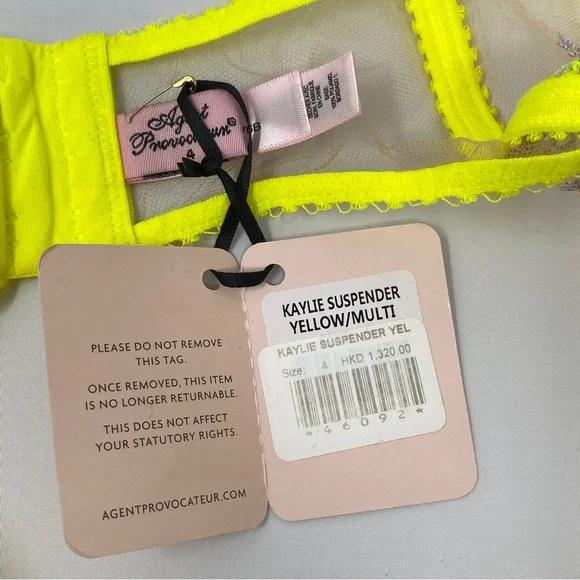 Agent
Provocateur®
4
PLEASE DO NOT REMOVE
THIS TAG.
ONCE REMOVED, THIS ITEM
IS NO LONGER RETURNABLE.
THIS DOES NOT AFFECT
YOUR STATUTORY RIGHTS.
AGENTPROVOCATEUR.COM
KAYLIE SUSPENDER
YELLOW/MULTI
KAYLIE SUSPENDER YEL
Size: 4 HKD 1,320.00
*46092*